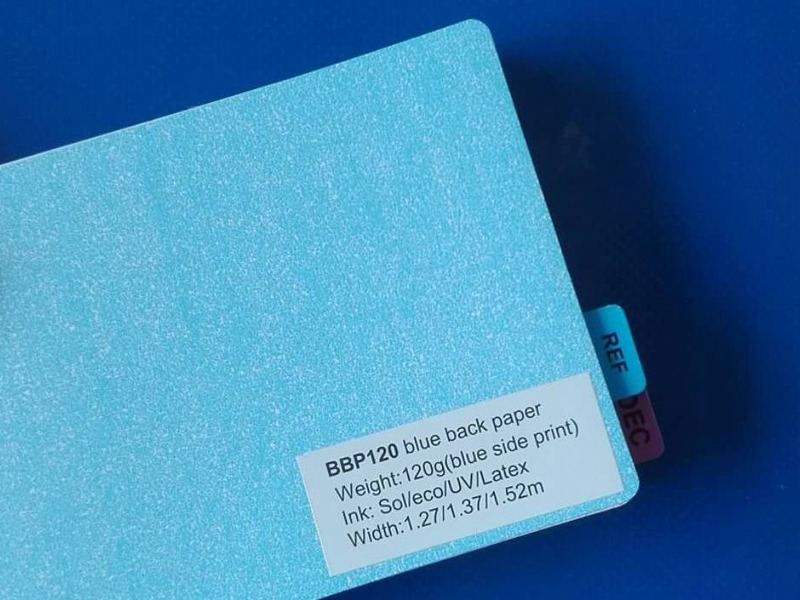 BBP120 blue back paper
Weight:120g(blue side print)
Ink: Sol/eco/UV/Latex
Width:1.27/1.37/1.52m
REF
DEC